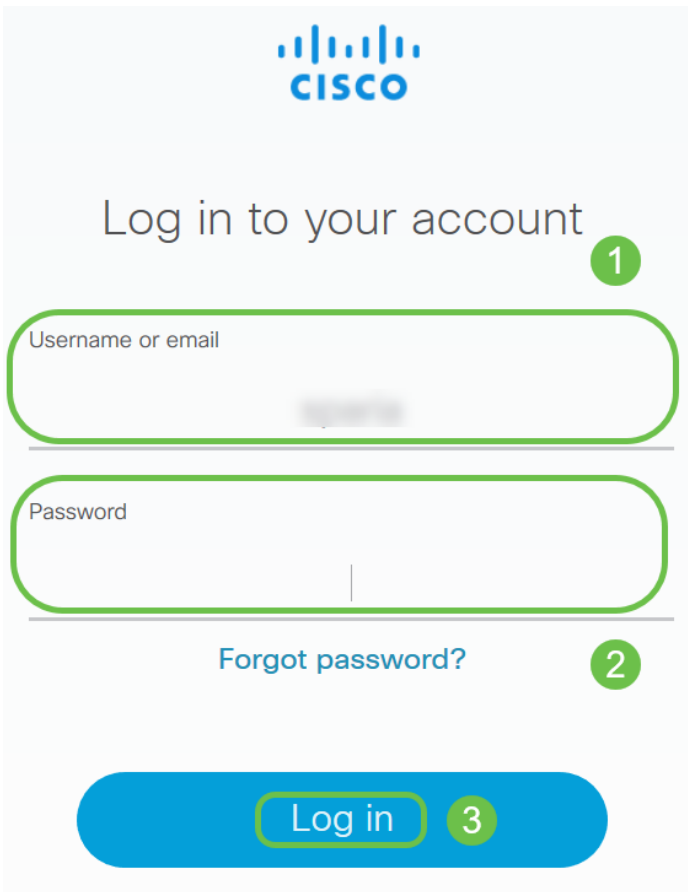 CISCO
Log in to your account
1
Username or email
Password
Forgot password?
2
Log in
3